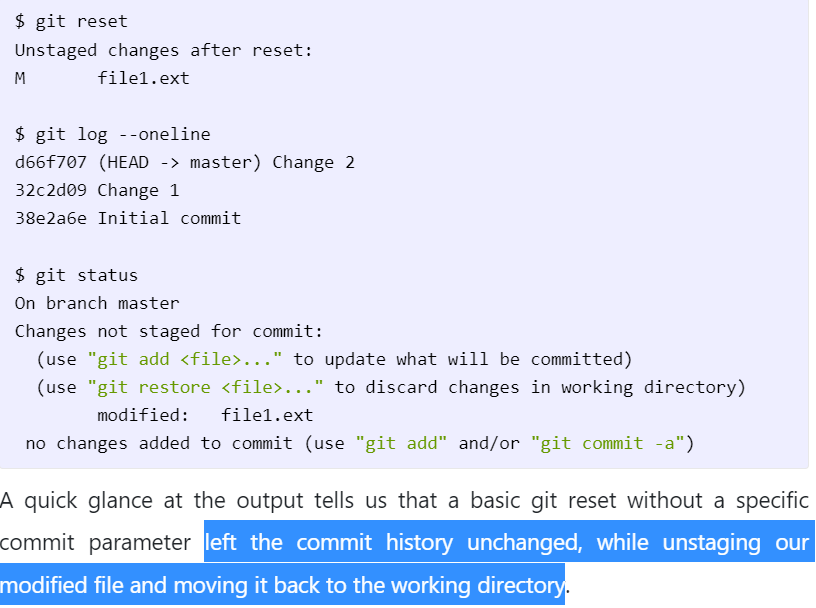 $ git reset
Unstaged changes after reset:
M       file1.ext
$ git log --oneline
d66f707 (HEAD -> master) Change 2
32c2d09 Change 1
38e2a6e Initial commit
$ git status
On branch master
Changes not staged for commit:
  (use "git add <file>..." to update what will be committed)
  (use "git restore <file>..." to discard changes in working directory)
        modified:   file1.ext
 no changes added to commit (use "git add" and/or "git commit -a")
A quick glance at the output tells us that a basic git reset without a specific
commit parameter left the commit history unchanged, while unstaging our
modified file and moving it back to the working directory.